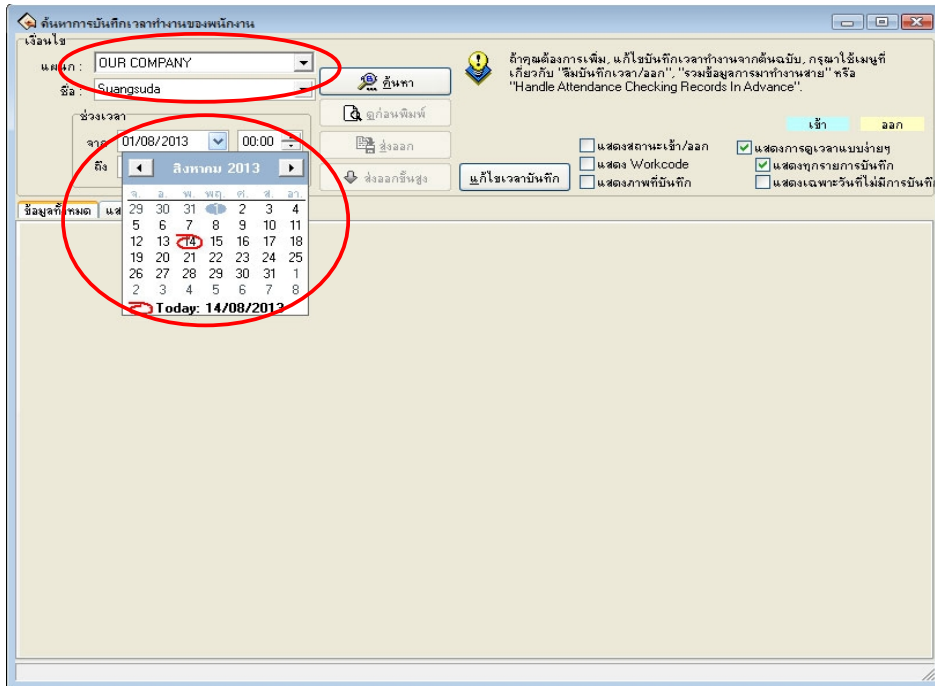 ค้นหาการบันทึกเวลาทำงานของพนักงาน
เงื่อนไข
แผนก : OUR COMPANY
ชื่อ : Suangsuda
ค้นหา
ถ้าคุณต้องการเพิ่ม, แก้ไขบันทึกเวลาทำงานจากต้นฉบับ, กรุณาใช้เมนูที่
เกี่ยวกับ "ลืมบันทึกเวลา/ออก", "รวมข้อมูลการมาทำงานสาย" หรือ
"Handle Attendance Checking Records In Advance".
ช่วงเวลา
ดูก่อนพิมพ์
เข้า ออก
จาก 01/08/2013 00:00
ส่งออก
แสดงสถานะเข้า/ออก
แสดงการดูเวลาแบบง่ายๆ
ถึง
ส่งออกขั้นสูง
แก้ไขเวลาบันทึก
แสดง Workcode
แสดงทุกรายการบันทึก
แสดงภาพที่บันทึก
แสดงเฉพาะวันที่ไม่มีการบันทึก
ข้อมูลทั้งหมด แส
สิงหาคม 2013
จ. อ. พ. พฤ. ศ. ส. อา.
29 30 31 1 2 3 4
5 6 7 8 9 10 11
12 13 14 15 16 17 18
19 20 21 22 23 24 25
26 27 28 29 30 31 1
2 3 4 5 6 7 8
Today: 14/08/2013